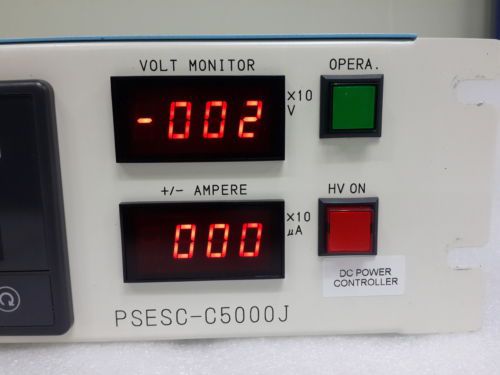 VOLT MONITOR
OPERA.
-002
×10
V
+/- AMPERE
HV ON
000
×10
μA
DC POWER
CONTROLLER
PSESC-C5000J